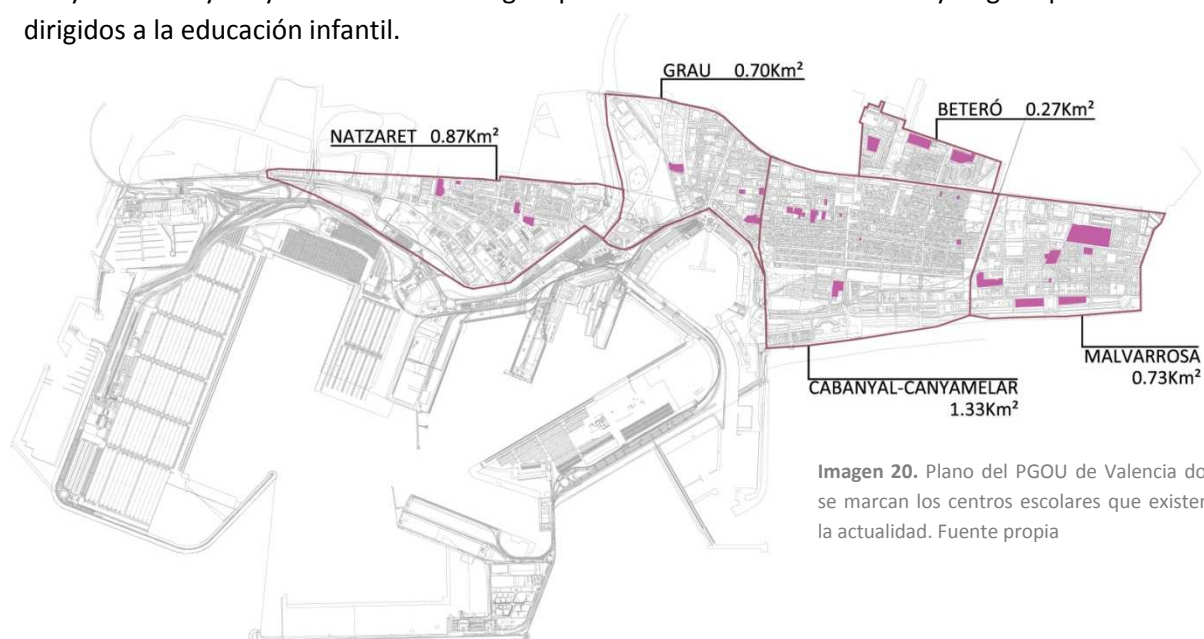 dirigidos a la educación infantil.
GRAU 0.70Km²
BETERÓ 0.27Km²
NATZARET 0.87Km²
MALVARROSA
0.73Km²
CABANYAL-CANYAMELAR
1.33Km²
Imagen 20. Plano del PGOU de Valencia do
se marcan los centros escolares que existen
la actualidad. Fuente propia